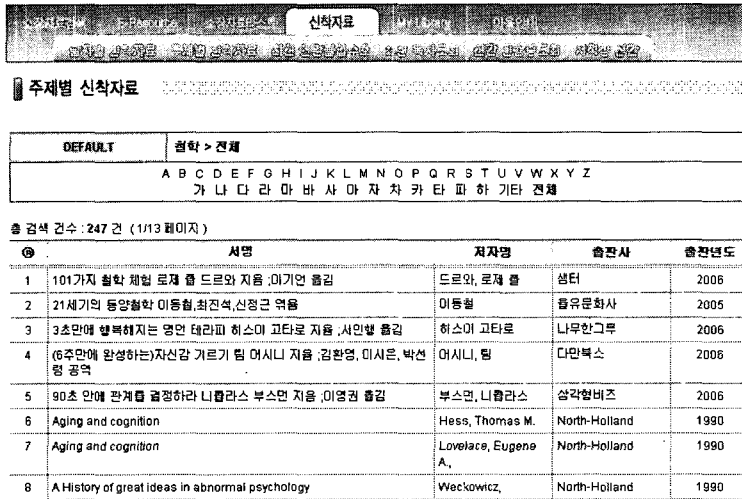 E-Resource 신착자료 My Library
주제별 신착자료
DEFAULT 철학 > 전체
A B C D E F G H I J K L M N O P Q R S T U V W X Y Z
가 나 다 라 마 바 사 아 자 차 카 타 파 하 기타 전체
총 검색 건수 : 247 건 (1/13 페이지)
서명 저자명 출판사 출판년도
1 101가지 철학 체험 로제 폴 드르와 지음 ;이기언 옮김 드르와, 로제 폴 샘터 2006
2 21세기의 동양철학 이동철,최진석,신정근 엮음 이동철 을유문화사 2005
3 3초만에 행복해지는 명언 테라피 히스이 고타로 지음 ;서인행 옮김 히스이 고타로 나무한그루 2006
4 (6주만에 완성하는)자신감 기르기 팀 어시니 지음 ;김환영, 이시은, 박선 어시니, 팀 다만북스 2006
령 공역
5 90초 안에 관계를 결정하라 니콜라스 부스먼 지음 ;이영권 옮김 부스먼, 니콜라스 삼각형비즈 2006
6 Aging and cognition Hess, Thomas M. North-Holland 1990
7 Aging and cognition Lovelace, Eugene North-Holland 1990
A.,
8 A History of great ideas in abnormal psychology Weckowicz, North-Holland 1990